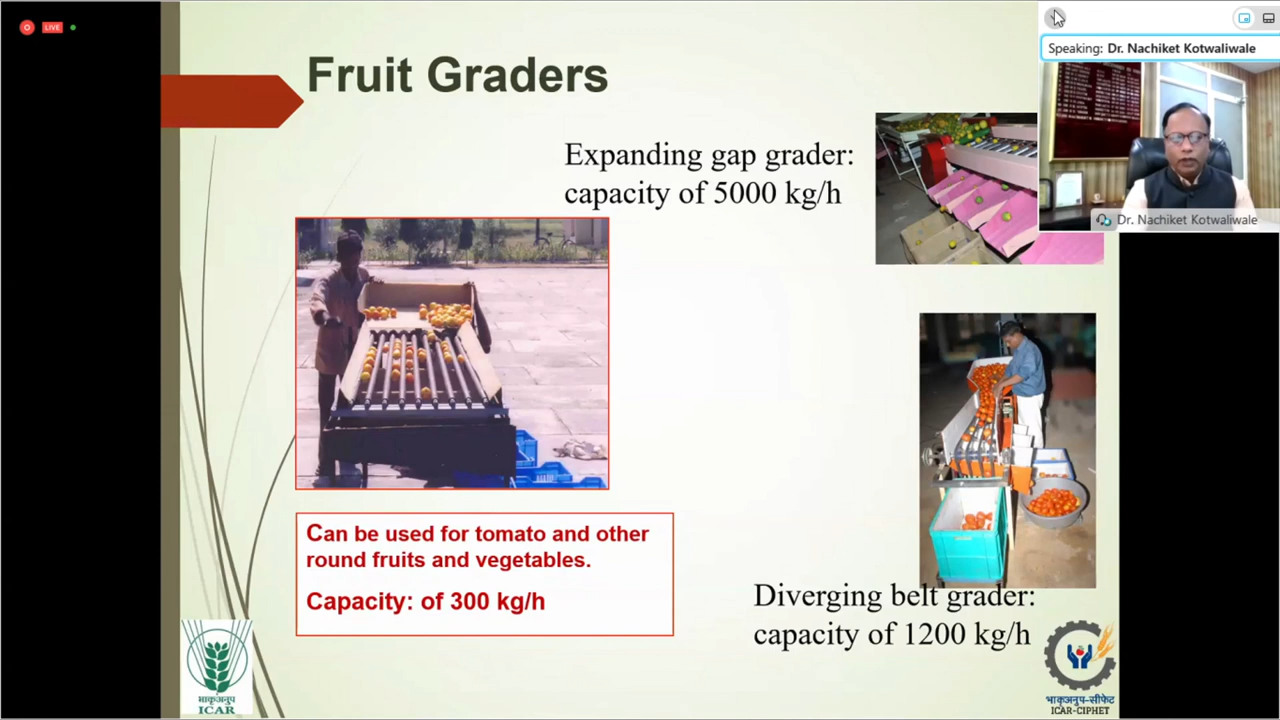 LIVE
Speaking: Dr. Nachiket Kotwaliwale
Dr. Nachiket Kotwaliwale
Fruit Graders
Expanding gap grader:
capacity of 5000 kg/h
Can be used for tomato and other
round fruits and vegetables.
Capacity: of 300 kg/h
Diverging belt grader:
capacity of 1200 kg/h
भाकृअनुप
ICAR
भाकृअनुप-सीफेट
ICAR-CIPHET